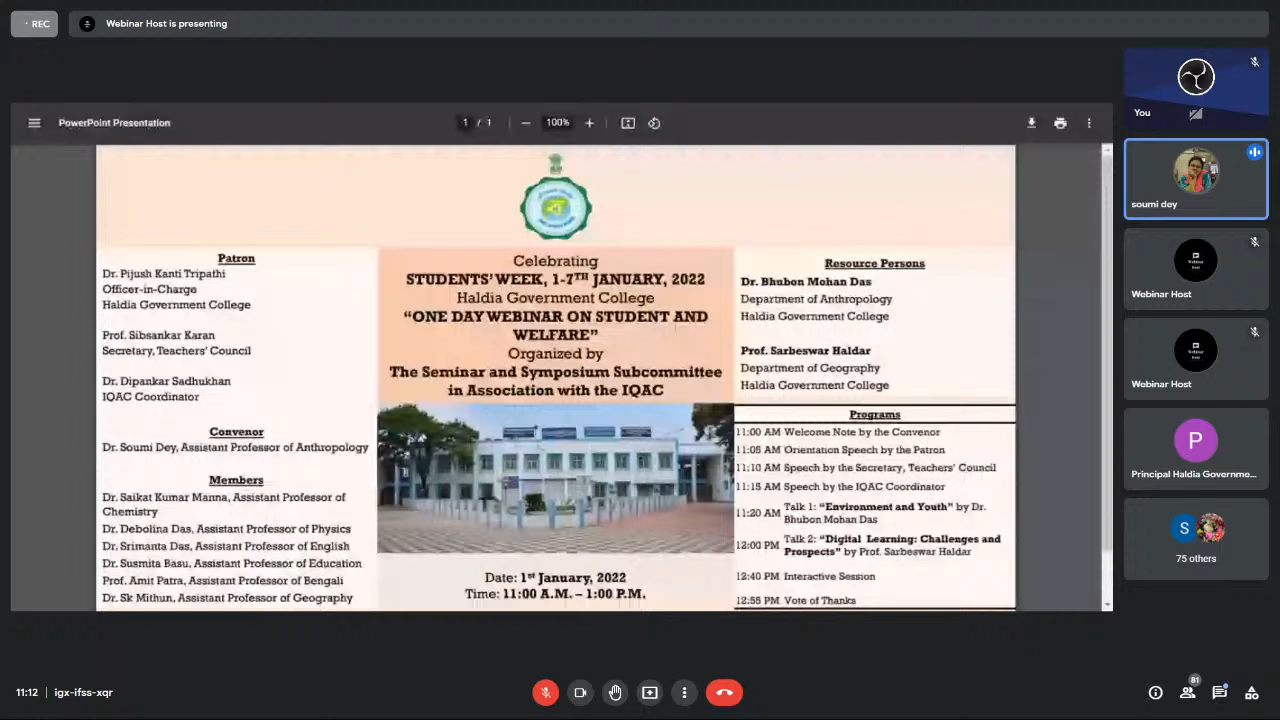 REC
Webinar Host is presenting
PowerPoint Presentation
1 / 1
100%
Patron
Dr. Pijush Kanti Tripathi
Officer-in-Charge
Haldia Government College
Prof. Sibsankar Karan
Secretary, Teachers' Council
Dr. Dipankar Sadhukhan
IQAC Coordinator
Convenor
Dr. Soumi Dey, Assistant Professor of Anthropology
Members
Dr. Saikat Kumar Manna, Assistant Professor of
Chemistry
Dr. Debolina Das, Assistant Professor of Physics
Dr. Srimanta Das, Assistant Professor of English
Dr. Susmita Basu, Assistant Professor of Education
Prof. Amit Patra, Assistant Professor of Bengali
Dr. Sk Mithun, Assistant Professor of Geography
Celebrating
STUDENTS' WEEK, 1-7TH JANUARY, 2022
Haldia Government College
"ONE DAY WEBINAR ON STUDENT AND
WELFARE"
Organized by
The Seminar and Symposium Subcommittee
in Association with the IQAC
Date: 1st January, 2022
Time: 11:00 A.M. – 1:00 P.M.
Resource Persons
Dr. Bhubon Mohan Das
Department of Anthropology
Haldia Government College
Prof. Sarbeswar Haldar
Department of Geography
Haldia Government College
Programs
11:00 AM Welcome Note by the Convenor
11:05 AM Orientation Speech by the Patron
11:10 AM Speech by the Secretary, Teachers' Council
11:15 AM Speech by the IQAC Coordinator
11:20 AM Talk 1: "Environment and Youth" by Dr.
Bhubon Mohan Das
12:00 PM Talk 2: "Digital Learning: Challenges and
Prospects" by Prof. Sarbeswar Haldar
12:40 PM Interactive Session
12:55 PM Vote of Thanks
You
soumi dey
Webinar Host
Webinar Host
P
Principal Haldia Governme...
S
75 others
11:12 igx-ifss-xqr
81